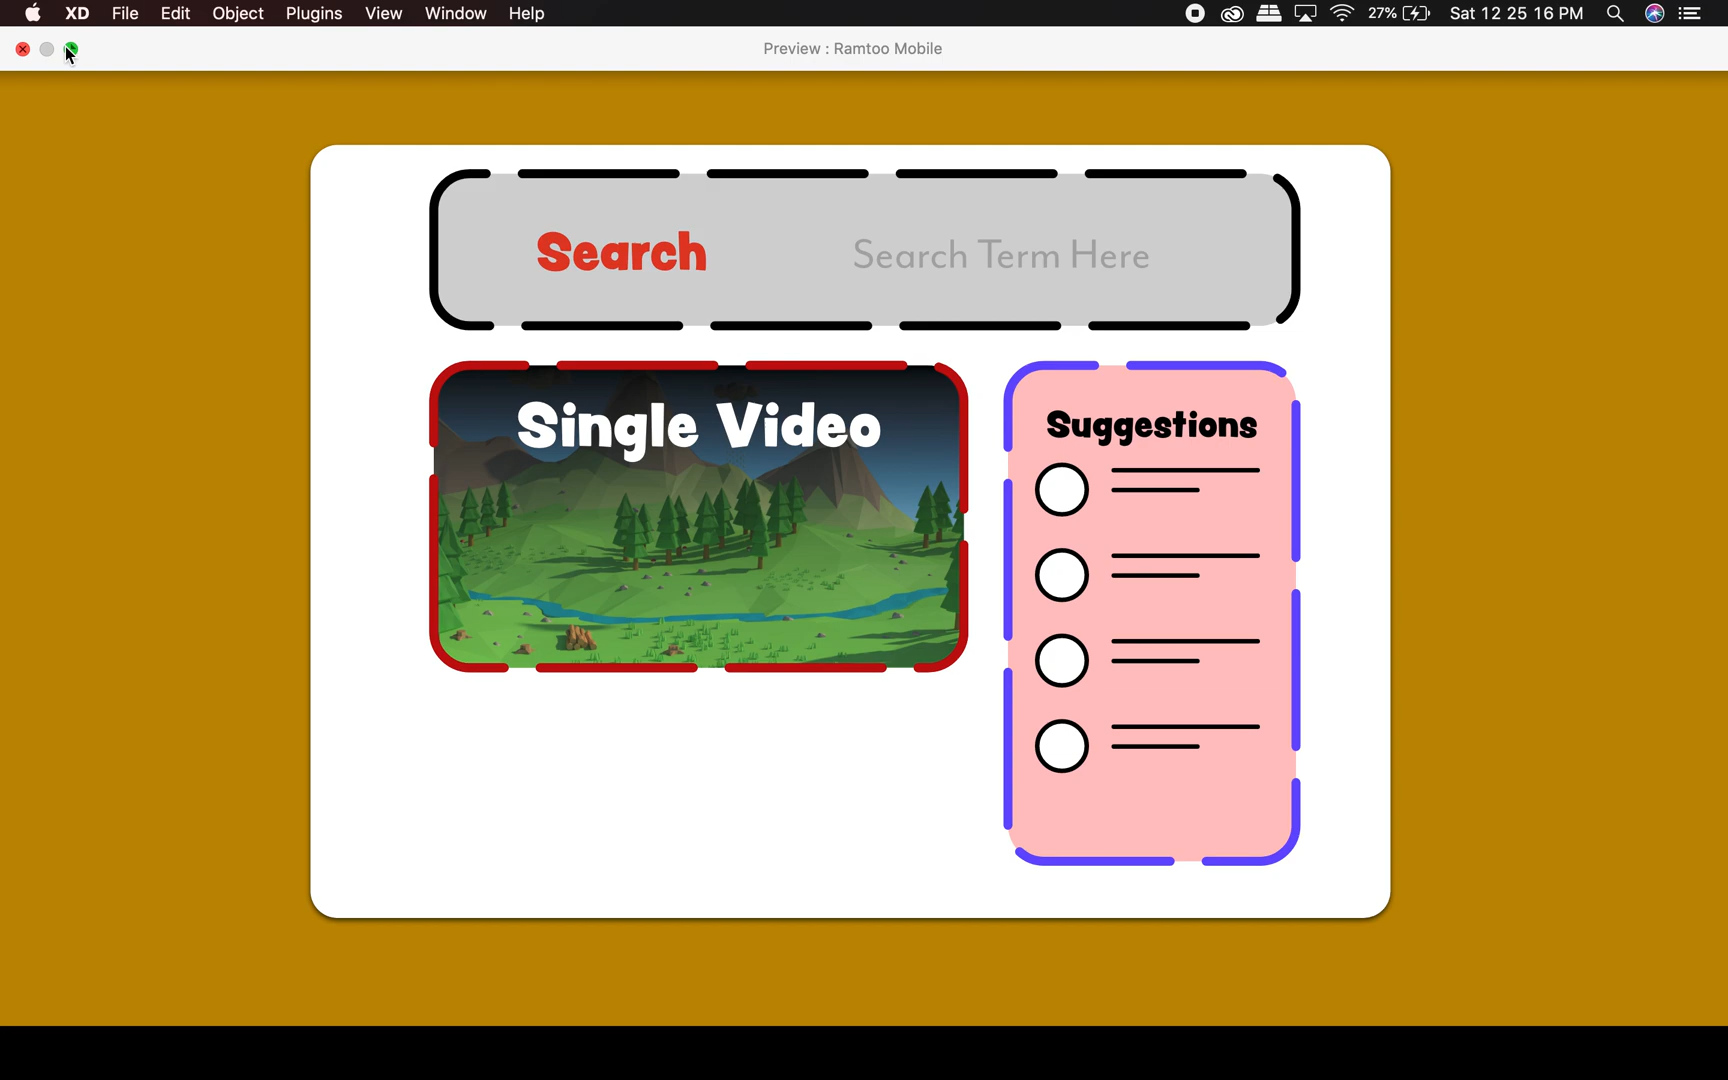 XD File Edit Object Plugins View Window Help 27% Sat 12 25 16 PM
Preview : Ramtoo Mobile
Search Search Term Here
Single Video
Suggestions